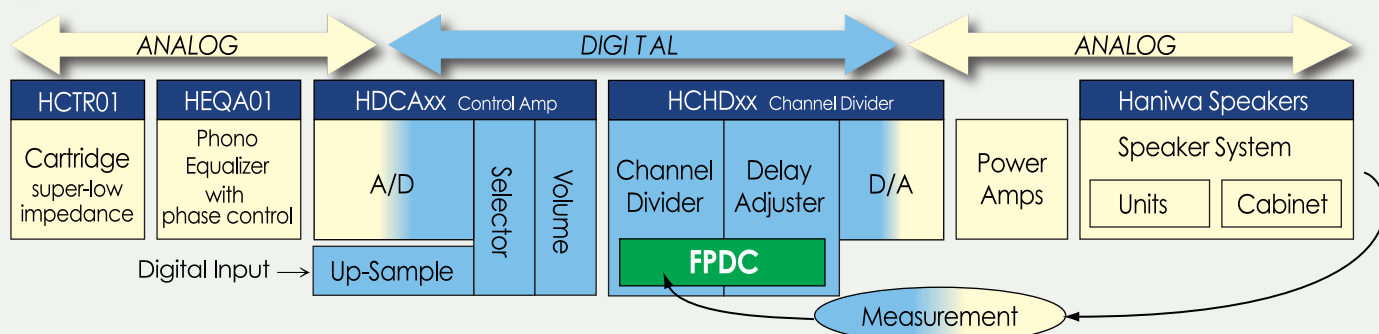 ANALOG
DIGITAL
ANALOG
HCTR01
Cartridge
super-low
impedance
HEQA01
Phono
Equalizer
with
phase control
HDCAxx Control Amp
A/D
Selector
Volume
Digital Input →
Up-Sample
HCHDxx Channel Divider
Channel
Divider
Delay
Adjuster
D/A
FPDC
Power
Amps
Haniwa Speakers
Speaker System
Units
Cabinet
Measurement